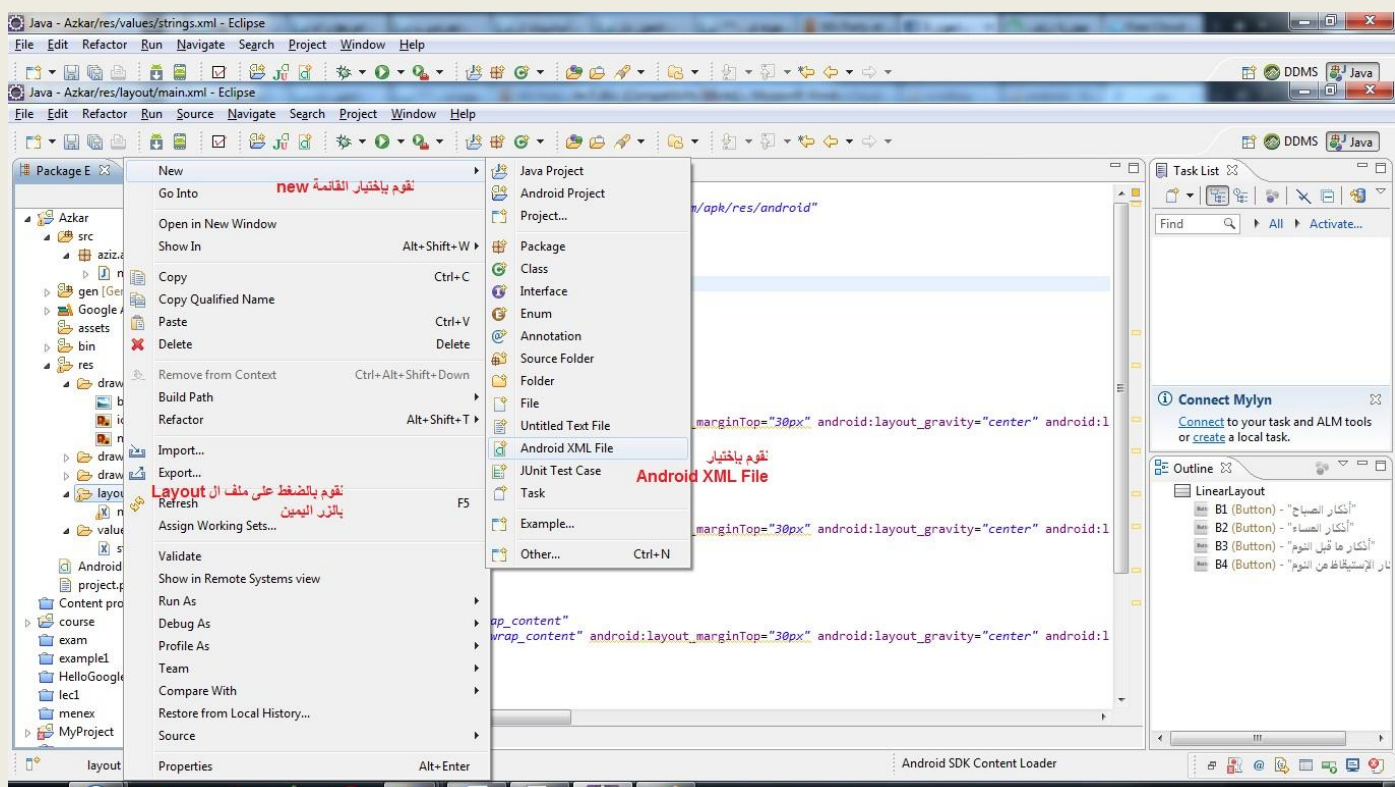 Java - Azkar/res/values/strings.xml - Eclipse
File Edit Refactor Run Navigate Search Project Window Help
DDMS Java
Java - Azkar/res/layout/main.xml - Eclipse
File Edit Refactor Run Source Navigate Search Project Window Help
DDMS Java
Package E
Azkar
src
gen
assets
bin
res
Android
Content pro
course
exam
example1
HelloGoogle
lec1
menex
MyProject
layout
New
نقوم بإختيار القائمة new
Go Into
Open in New Window
Show In Alt+Shift+W
Copy Ctrl+C
Copy Qualified Name
Paste Ctrl+V
Delete Delete
Remove from Context Ctrl+Alt+Shift+Down
Build Path
Refactor Alt+Shift+T
Import...
Export...
نقوم بالضغط على ملف ال Layout
بالزر اليمين
Refresh F5
Assign Working Sets...
Validate
Show in Remote Systems view
Run As
Debug As
Profile As
Team
Compare With
Restore from Local History...
Source
Properties Alt+Enter
Java Project
Android Project
Project...
Package
Class
Interface
Enum
Annotation
Source Folder
Folder
File
Untitled Text File
Android XML File
JUnit Test Case
Task
Example...
Other... Ctrl+N
نقوم بإختيار
Android XML File
m/apk/res/android"
_marginTop="30px" android:layout_gravity="center" android:l
_marginTop="30px" android:layout_gravity="center" android:l
ap_content"
wrap_content" android:layout_marginTop="30px" android:layout_gravity="center" android:l
Task List
Find All Activate...
Connect Mylyn
Connect to your task and ALM tools
or create a local task.
Outline
LinearLayout
B1 (Button) - "أذكار الصباح"
B2 (Button) - "أذكار المساء"
B3 (Button) - "أذكار ما قبل النوم"
B4 (Button) - "كار الإستيقاظ من النوم"
Android SDK Content Loader